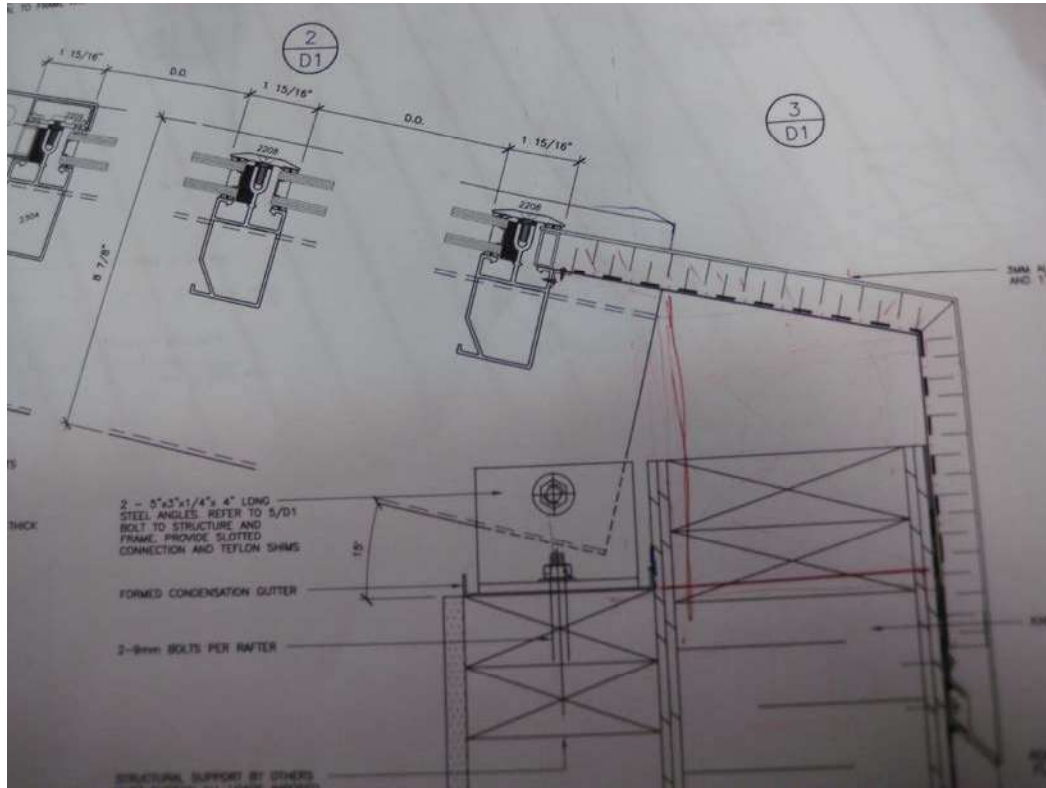 2
D1
1 15/16"
D.D.
1 15/16"
D.D.
1 15/16"
3
D1
2208
2208
2208
2304
8 7/8"
3MM
AND
2 - 5"x3"x1/4"x 4" LONG
STEEL ANGLES. REFER TO 5/D1
BOLT TO STRUCTURE AND
FRAME. PROVIDE SLOTTED
CONNECTION AND TEFLON SHIMS
THICK
15°
FORMED CONDENSATION GUTTER
2-9mm BOLTS PER RAFTER
STRUCTURAL SUPPORT BY OTHERS